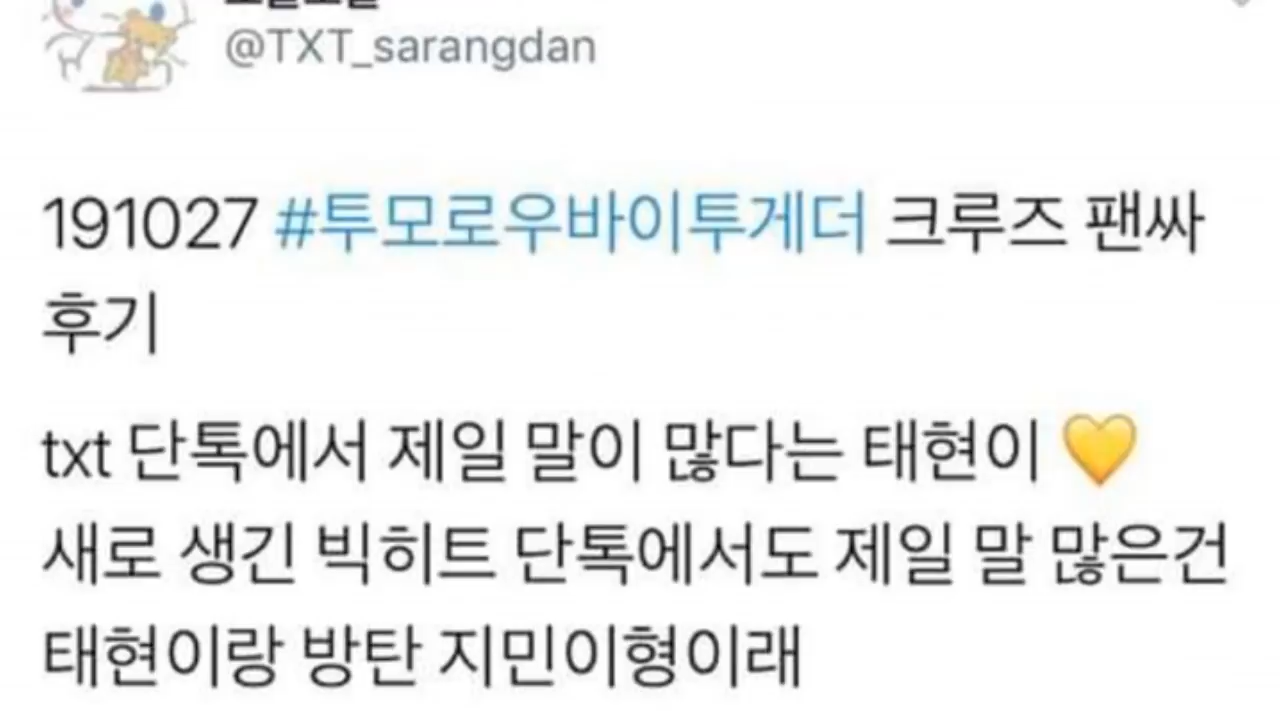 @TXT_sarangdan
191027 #투모로우바이투게더 크루즈 팬싸
후기
txt 단톡에서 제일 말이 많다는 태현이 💛
새로 생긴 빅히트 단톡에서도 제일 말 많은건
태현이랑 방탄 지민이형이래